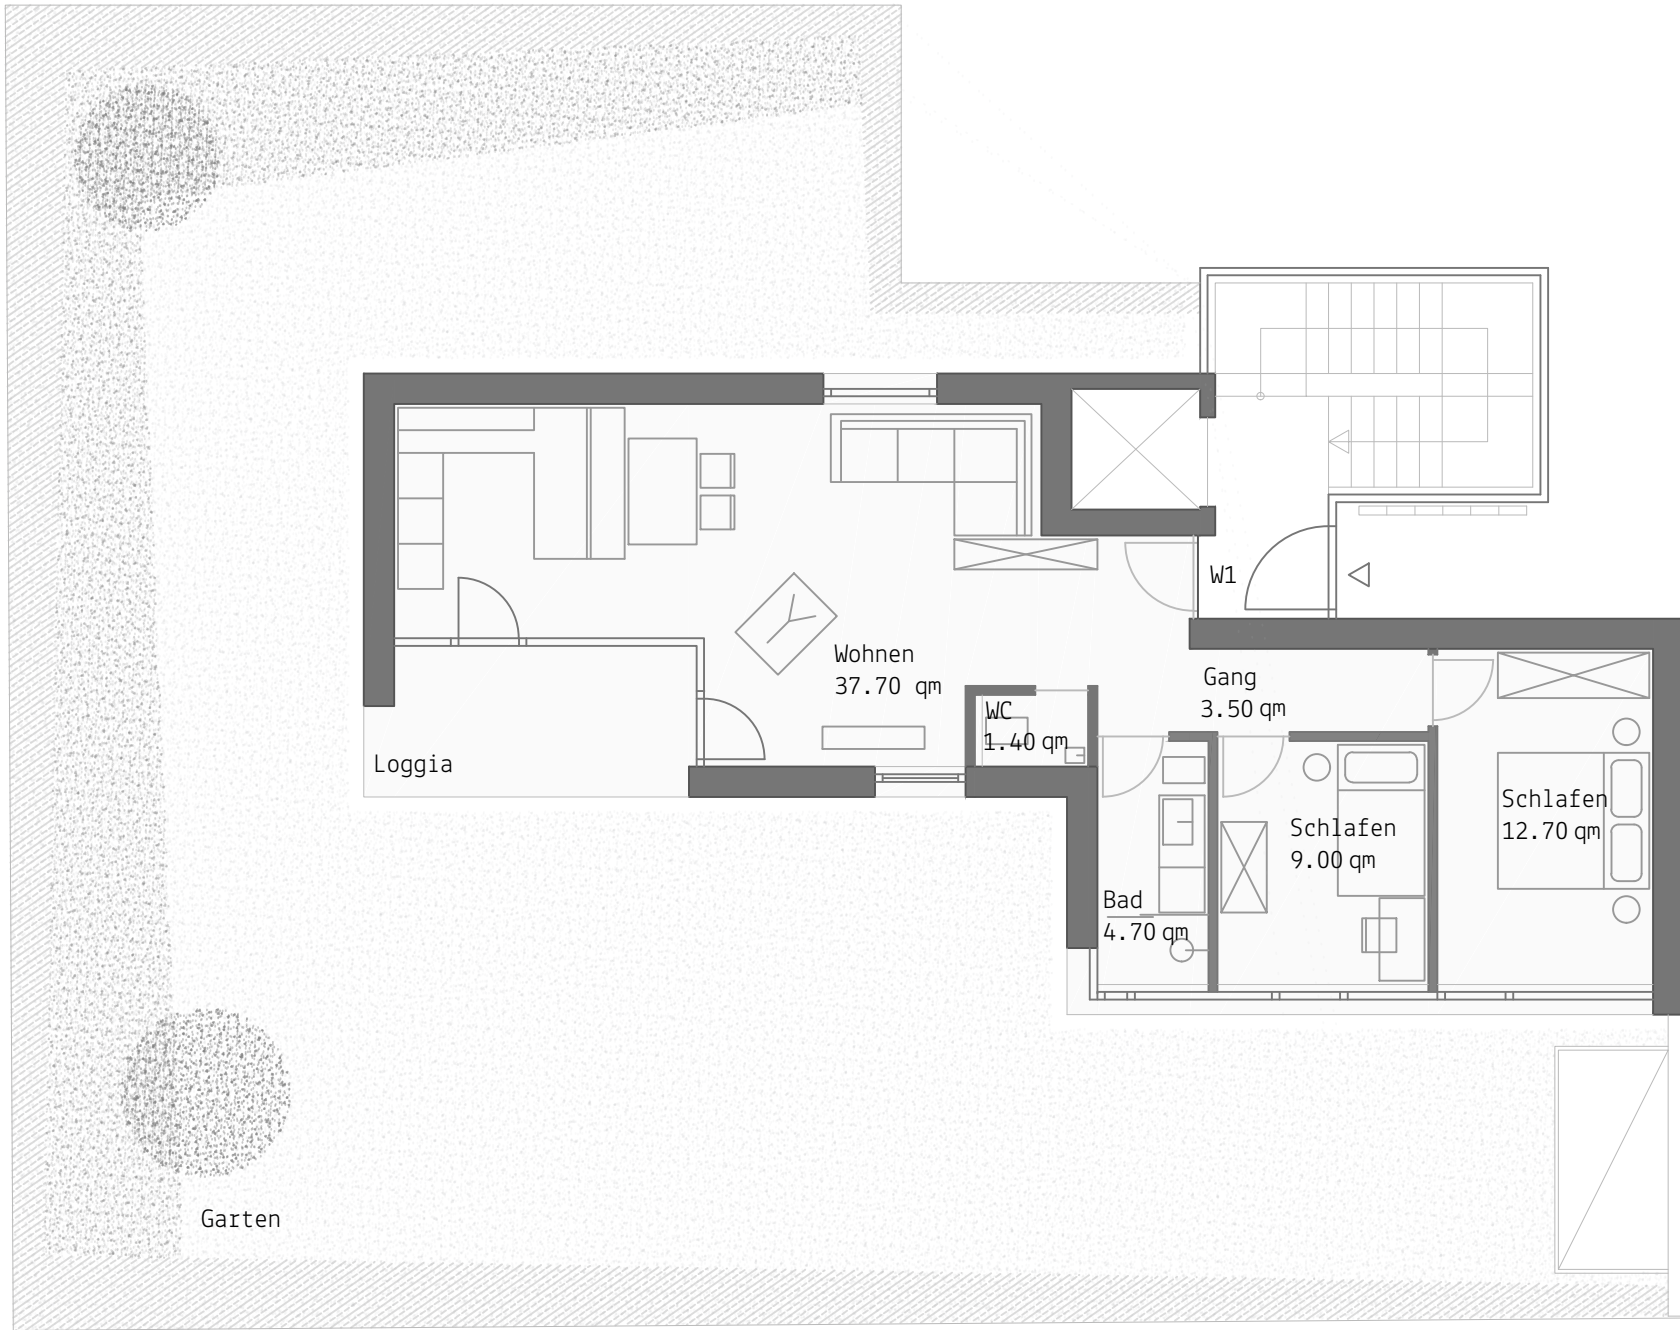 W1
Wohnen
37.70 qm
Gang
3.50 qm
WC
1.40 qm
Loggia
Schlafen
12.70 qm
Schlafen
9.00 qm
Bad
4.70 qm
Garten